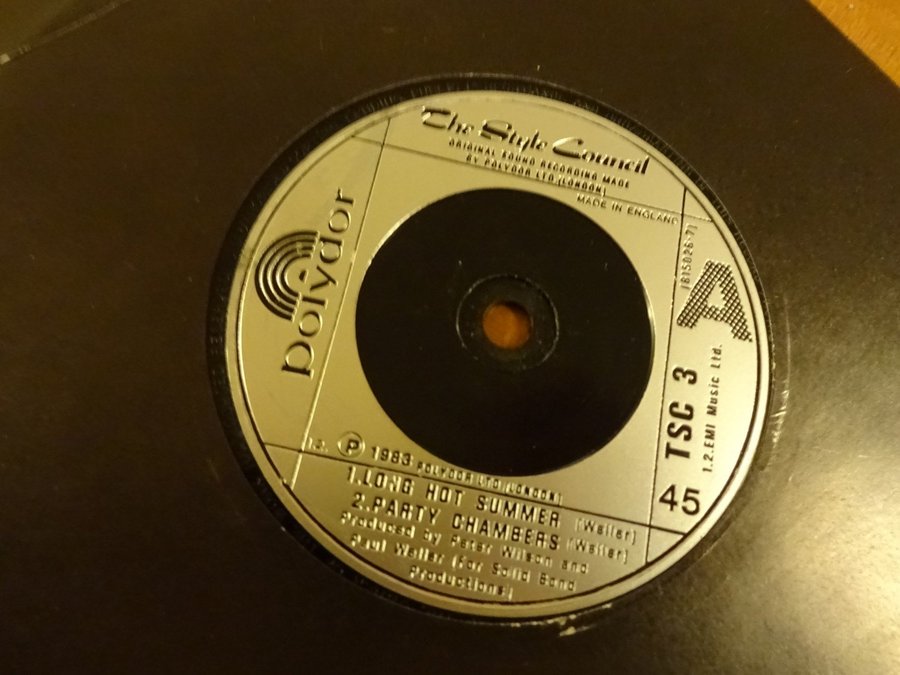 The Style Council
ORIGINAL SOUND RECORDING MADE
BY POLYDOR LTD.(LONDON)
MADE IN ENGLAND
polydor
(815026-7)
A
TSC 3
1.2.EMI Music Ltd.
45
P 1983 POLYDOR LTD.(LONDON)
1.LONG HOT SUMMER (Weller)
2.PARTY CHAMBERS (Weller)
Produced by Peter Wilson and
Paul Weller (for Solid Bond
Productions)